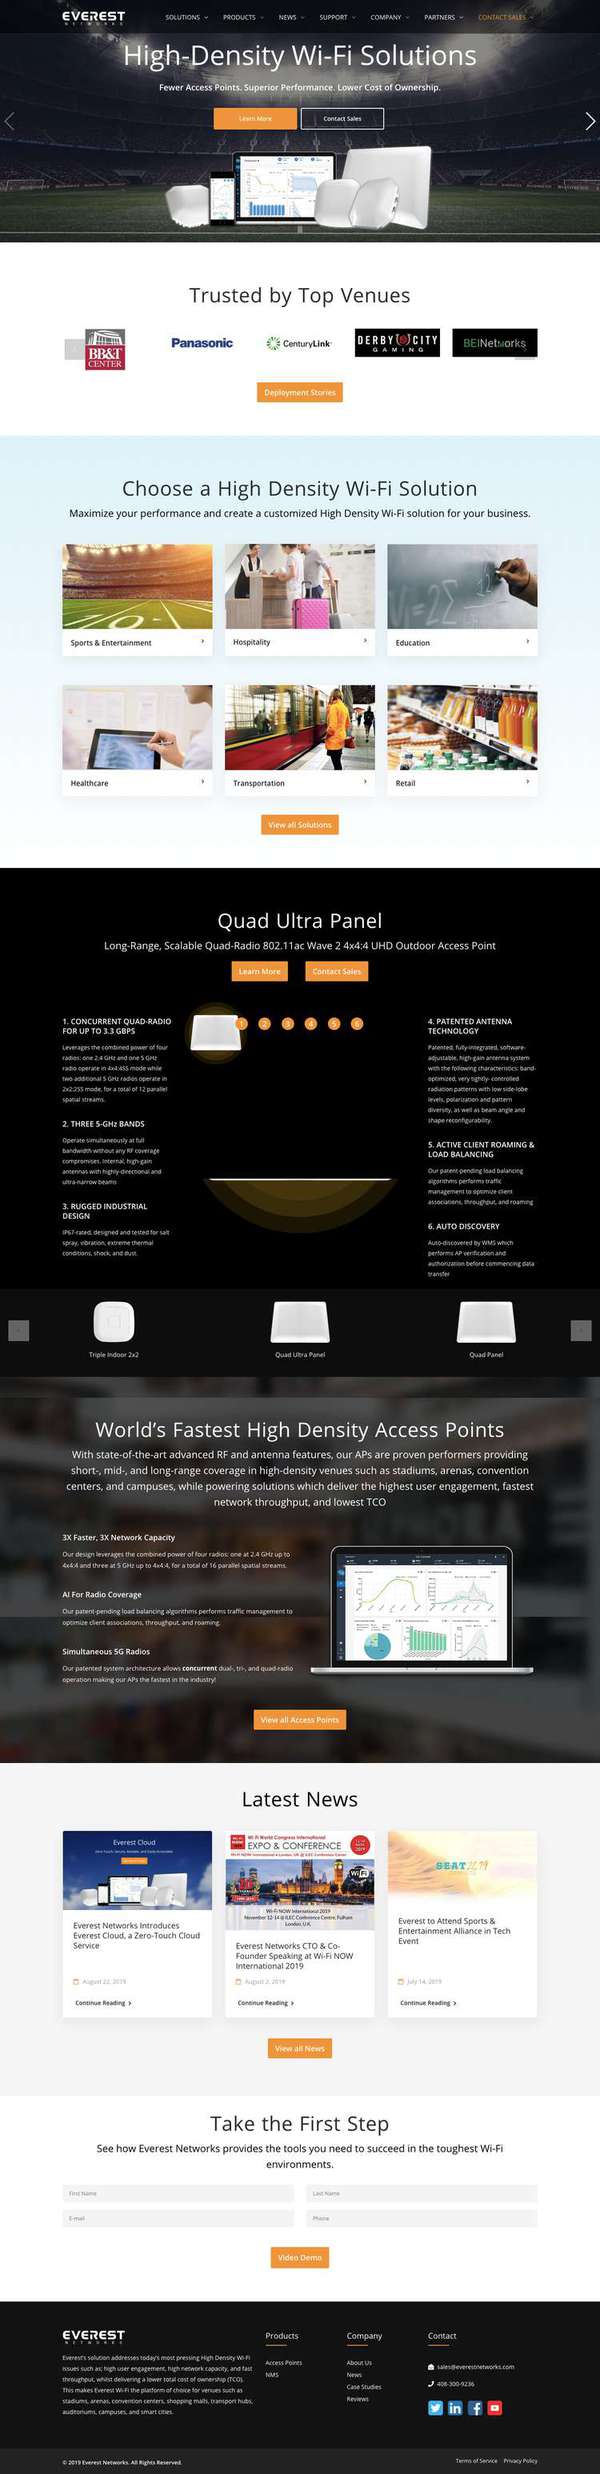 EVEREST
NETWORKS
SOLUTIONS PRODUCTS NEWS SUPPORT COMPANY PARTNERS CONTACT SALES
High-Density Wi-Fi Solutions
Fewer Access Points. Superior Performance. Lower Cost of Ownership.
Learn More Contact Sales
Trusted by Top Venues
BB&T
CENTER
Panasonic
CenturyLink
DERBY CITY
GAMING
BEINetworks
Deployment Stories
Choose a High Density Wi-Fi Solution
Maximize your performance and create a customized High Density Wi-Fi solution for your business.
Sports & Entertainment
Hospitality
Education
Healthcare
Transportation
Retail
View all Solutions
Quad Ultra Panel
Long-Range, Scalable Quad-Radio 802.11ac Wave 2 4x4:4 UHD Outdoor Access Point
Learn More Contact Sales
1 2 3 4 5 6
1. CONCURRENT QUAD-RADIO
FOR UP TO 3.3 GBPS
Leverages the combined power of four
radios: one 2.4 GHz and one 5 GHz
radio operate in 4x4:4SS mode while
two additional 5 GHz radios operate in
2x2:2SS mode, for a total of 12 parallel
spatial streams.
2. THREE 5-GHz BANDS
Operate simultaneously at full
bandwidth without any RF coverage
compromises. Internal, high-gain
antennas with highly-directional and
ultra-narrow beams
3. RUGGED INDUSTRIAL
DESIGN
IP67-rated, designed and tested for salt
spray, vibration, extreme thermal
conditions, shock, and dust.
4. PATENTED ANTENNA
TECHNOLOGY
Patented, fully-integrated, software-
adjustable, high-gain antenna system
with the following characteristics: band-
optimized, very tightly- controlled
radiation patterns with low side-lobe
levels, polarization and pattern
diversity, as well as beam angle and
shape reconfigurability.
5. ACTIVE CLIENT ROAMING &
LOAD BALANCING
Our patent-pending load balancing
algorithms performs traffic
management to optimize client
associations, throughput, and roaming
6. AUTO DISCOVERY
Auto-discovered by WMS which
performs AP verification and
authorization before commencing data
transfer
Triple Indoor 2x2
Quad Ultra Panel
Quad Panel
World's Fastest High Density Access Points
With state-of-the-art advanced RF and antenna features, our APs are proven performers providing
short-, mid-, and long-range coverage in high-density venues such as stadiums, arenas, convention
centers, and campuses, while powering solutions which deliver the highest user engagement, fastest
network throughput, and lowest TCO
3X Faster, 3X Network Capacity
Our design leverages the combined power of four radios: one at 2.4 GHz up to
4x4:4 and three at 5 GHz up to 4x4:4, for a total of 16 parallel spatial streams.
AI For Radio Coverage
Our patent-pending load balancing algorithms performs traffic management to
optimize client associations, throughput, and roaming.
Simultaneous 5G Radios
Our patented system architecture allows concurrent dual-, tri-, and quad-radio
operation making our APs the fastest in the industry!
View all Access Points
Latest News
Everest Cloud
Everest Networks Introduces
Everest Cloud, a Zero-Touch Cloud
Service
August 22, 2019
Continue Reading
Wi-Fi World Congress International
EXPO & CONFERENCE
WiFi
Wi-Fi NOW International 2019
November 12-14 @ ILEC Conference Centre, Fulham
London, U.K.
Everest Networks CTO & Co-
Founder Speaking at Wi-Fi NOW
International 2019
August 2, 2019
Continue Reading
SEAT 2019
Everest to Attend Sports &
Entertainment Alliance in Tech
Event
July 14, 2019
Continue Reading
View all News
Take the First Step
See how Everest Networks provides the tools you need to succeed in the toughest Wi-Fi
environments.
First Name Last Name
E-mail Phone
Video Demo
EVEREST
NETWORKS
Everest's solution addresses today's most pressing High Density Wi-Fi
issues such as; high user engagement, high network capacity, and fast
throughput, whilst delivering a lower total cost of ownership (TCO).
This makes Everest Wi-Fi the platform of choice for venues such as
stadiums, arenas, convention centers, shopping malls, transport hubs,
auditoriums, campuses, and smart cities.
Products
Access Points
NMS
Company
About Us
News
Case Studies
Reviews
Contact
sales@everestnetworks.com
408-300-9236
© 2019 Everest Networks. All Rights Reserved.
Terms of Service Privacy Policy